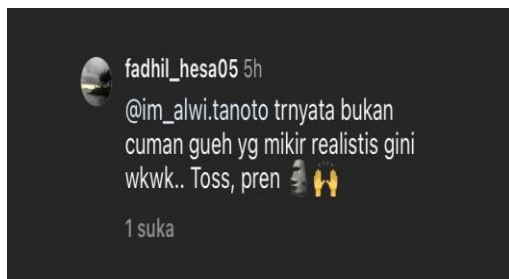 fadhil_hesa05 5h
@im_alwi.tanoto trnyata bukan
cuman gueh yg mikir realistis gini
wkwk.. Toss, pren 🗿🙌
1 suka